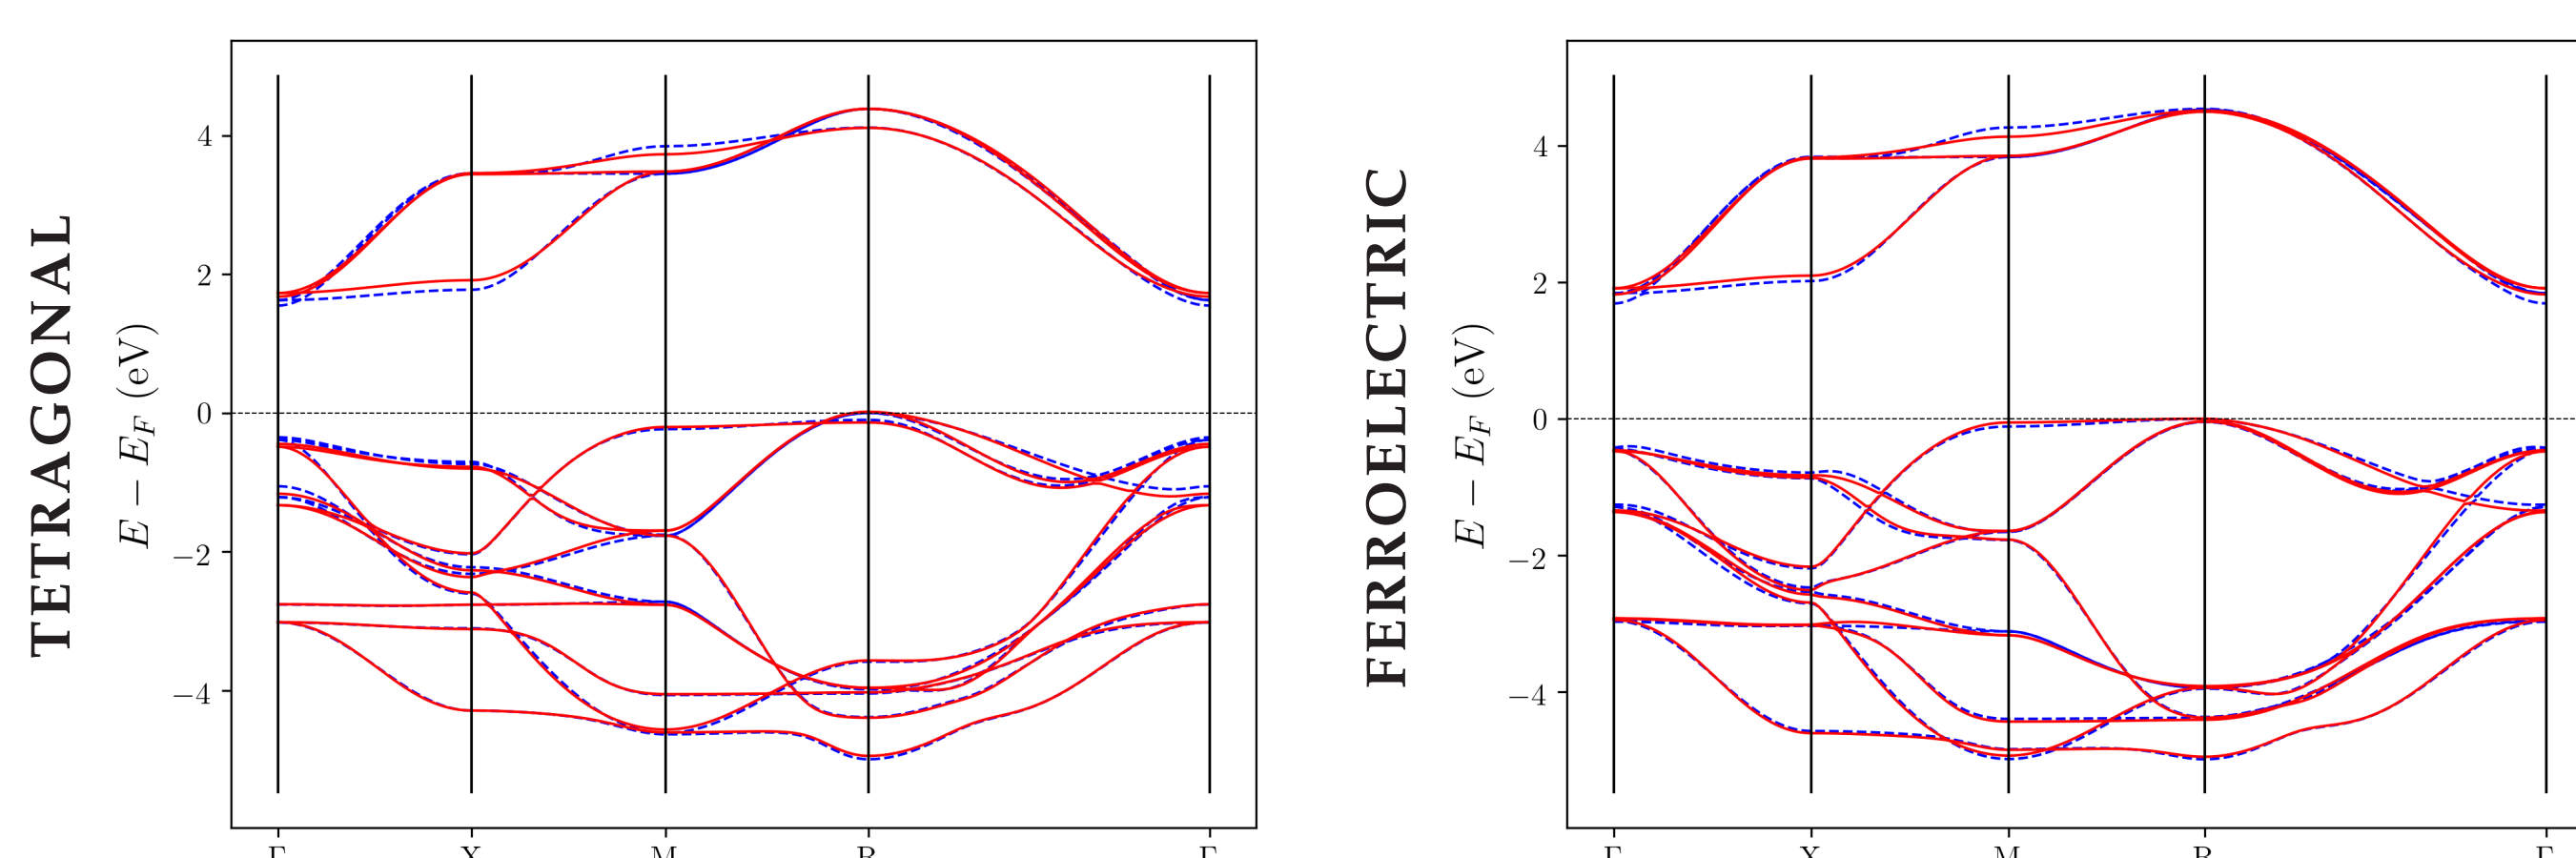 TETRAGONAL
E − E_F (eV)
4
2
0
−2
−4
Γ X M R Γ
FERROELECTRIC
E − E_F (eV)
4
2
0
−2
−4
Γ X M R Γ